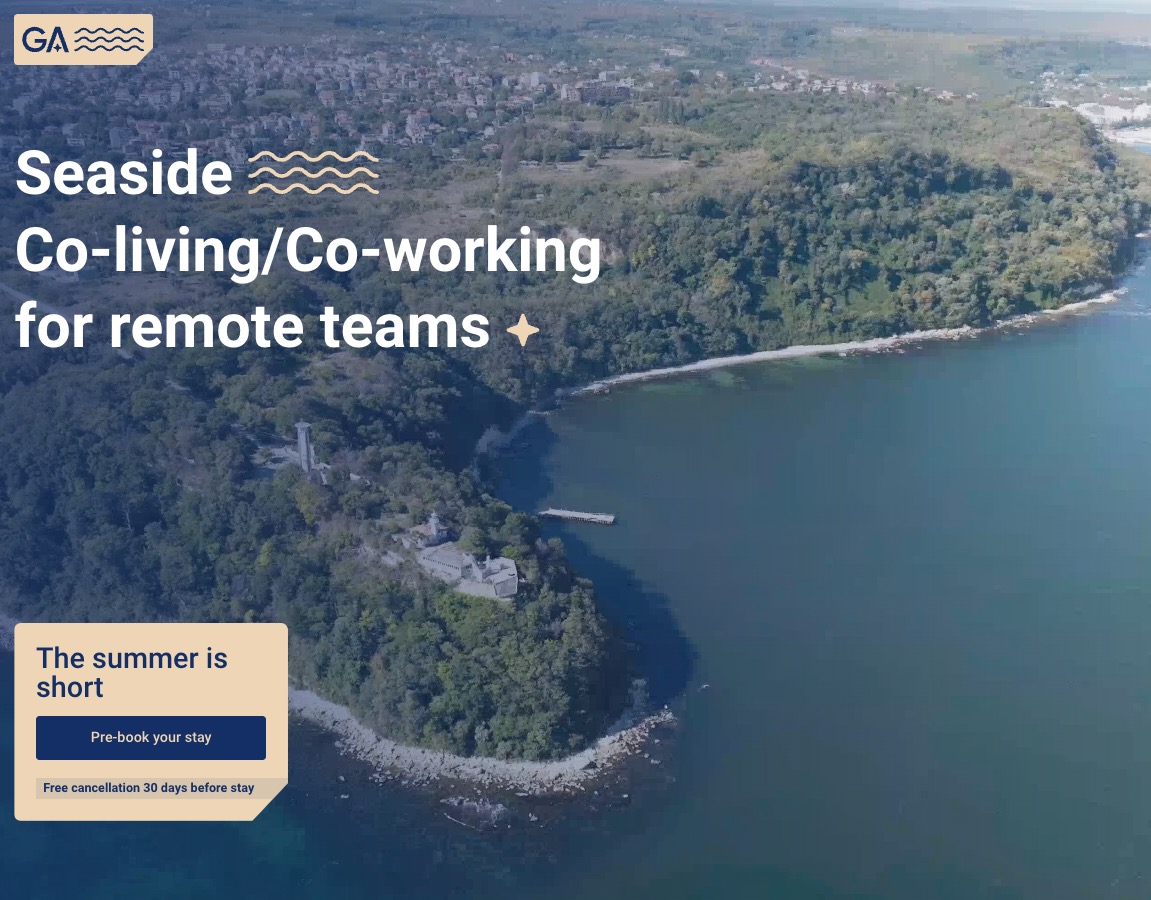 GA
Seaside
Co-living/Co-working
for remote teams
The summer is
short
Pre-book your stay
Free cancellation 30 days before stay